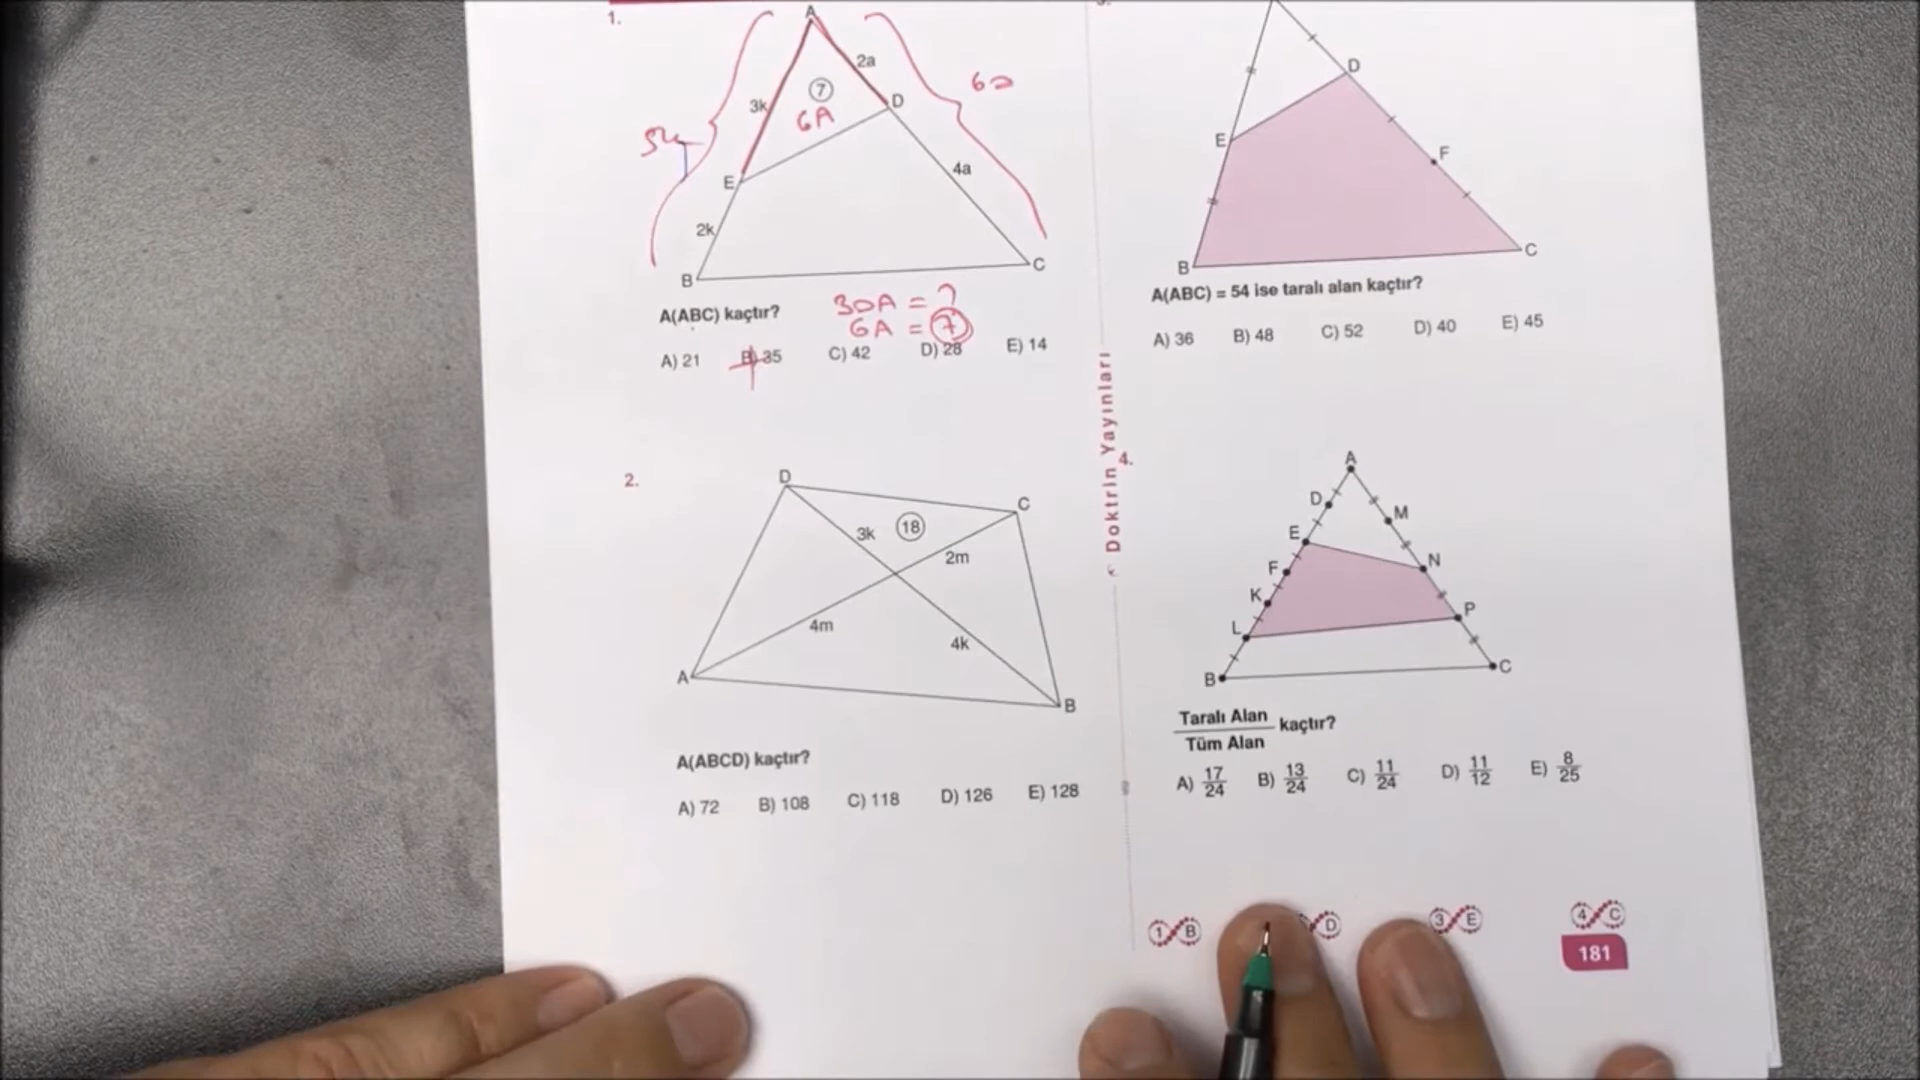 1.
A
2a
3k
7
6A
D
6a
5k
E
4a
2k
B
C
A(ABC) kaçtır?
30A = ?
6A = 7
A) 21 B) 35 C) 42 D) 28 E) 14
2.
D
C
3k
18
2m
4m
4k
A
B
A(ABCD) kaçtır?
A) 72 B) 108 C) 118 D) 126 E) 128
Doktrin Yayınları
D
E
F
B
C
A(ABC) = 54 ise taralı alan kaçtır?
A) 36 B) 48 C) 52 D) 40 E) 45
4.
A
D
M
E
N
F
K
P
L
B
C
Taralı Alan
kaçtır?
Tüm Alan
A) 17/24 B) 13/24 C) 11/24 D) 11/12 E) 8/25
1 B D 3 E 4 C
181